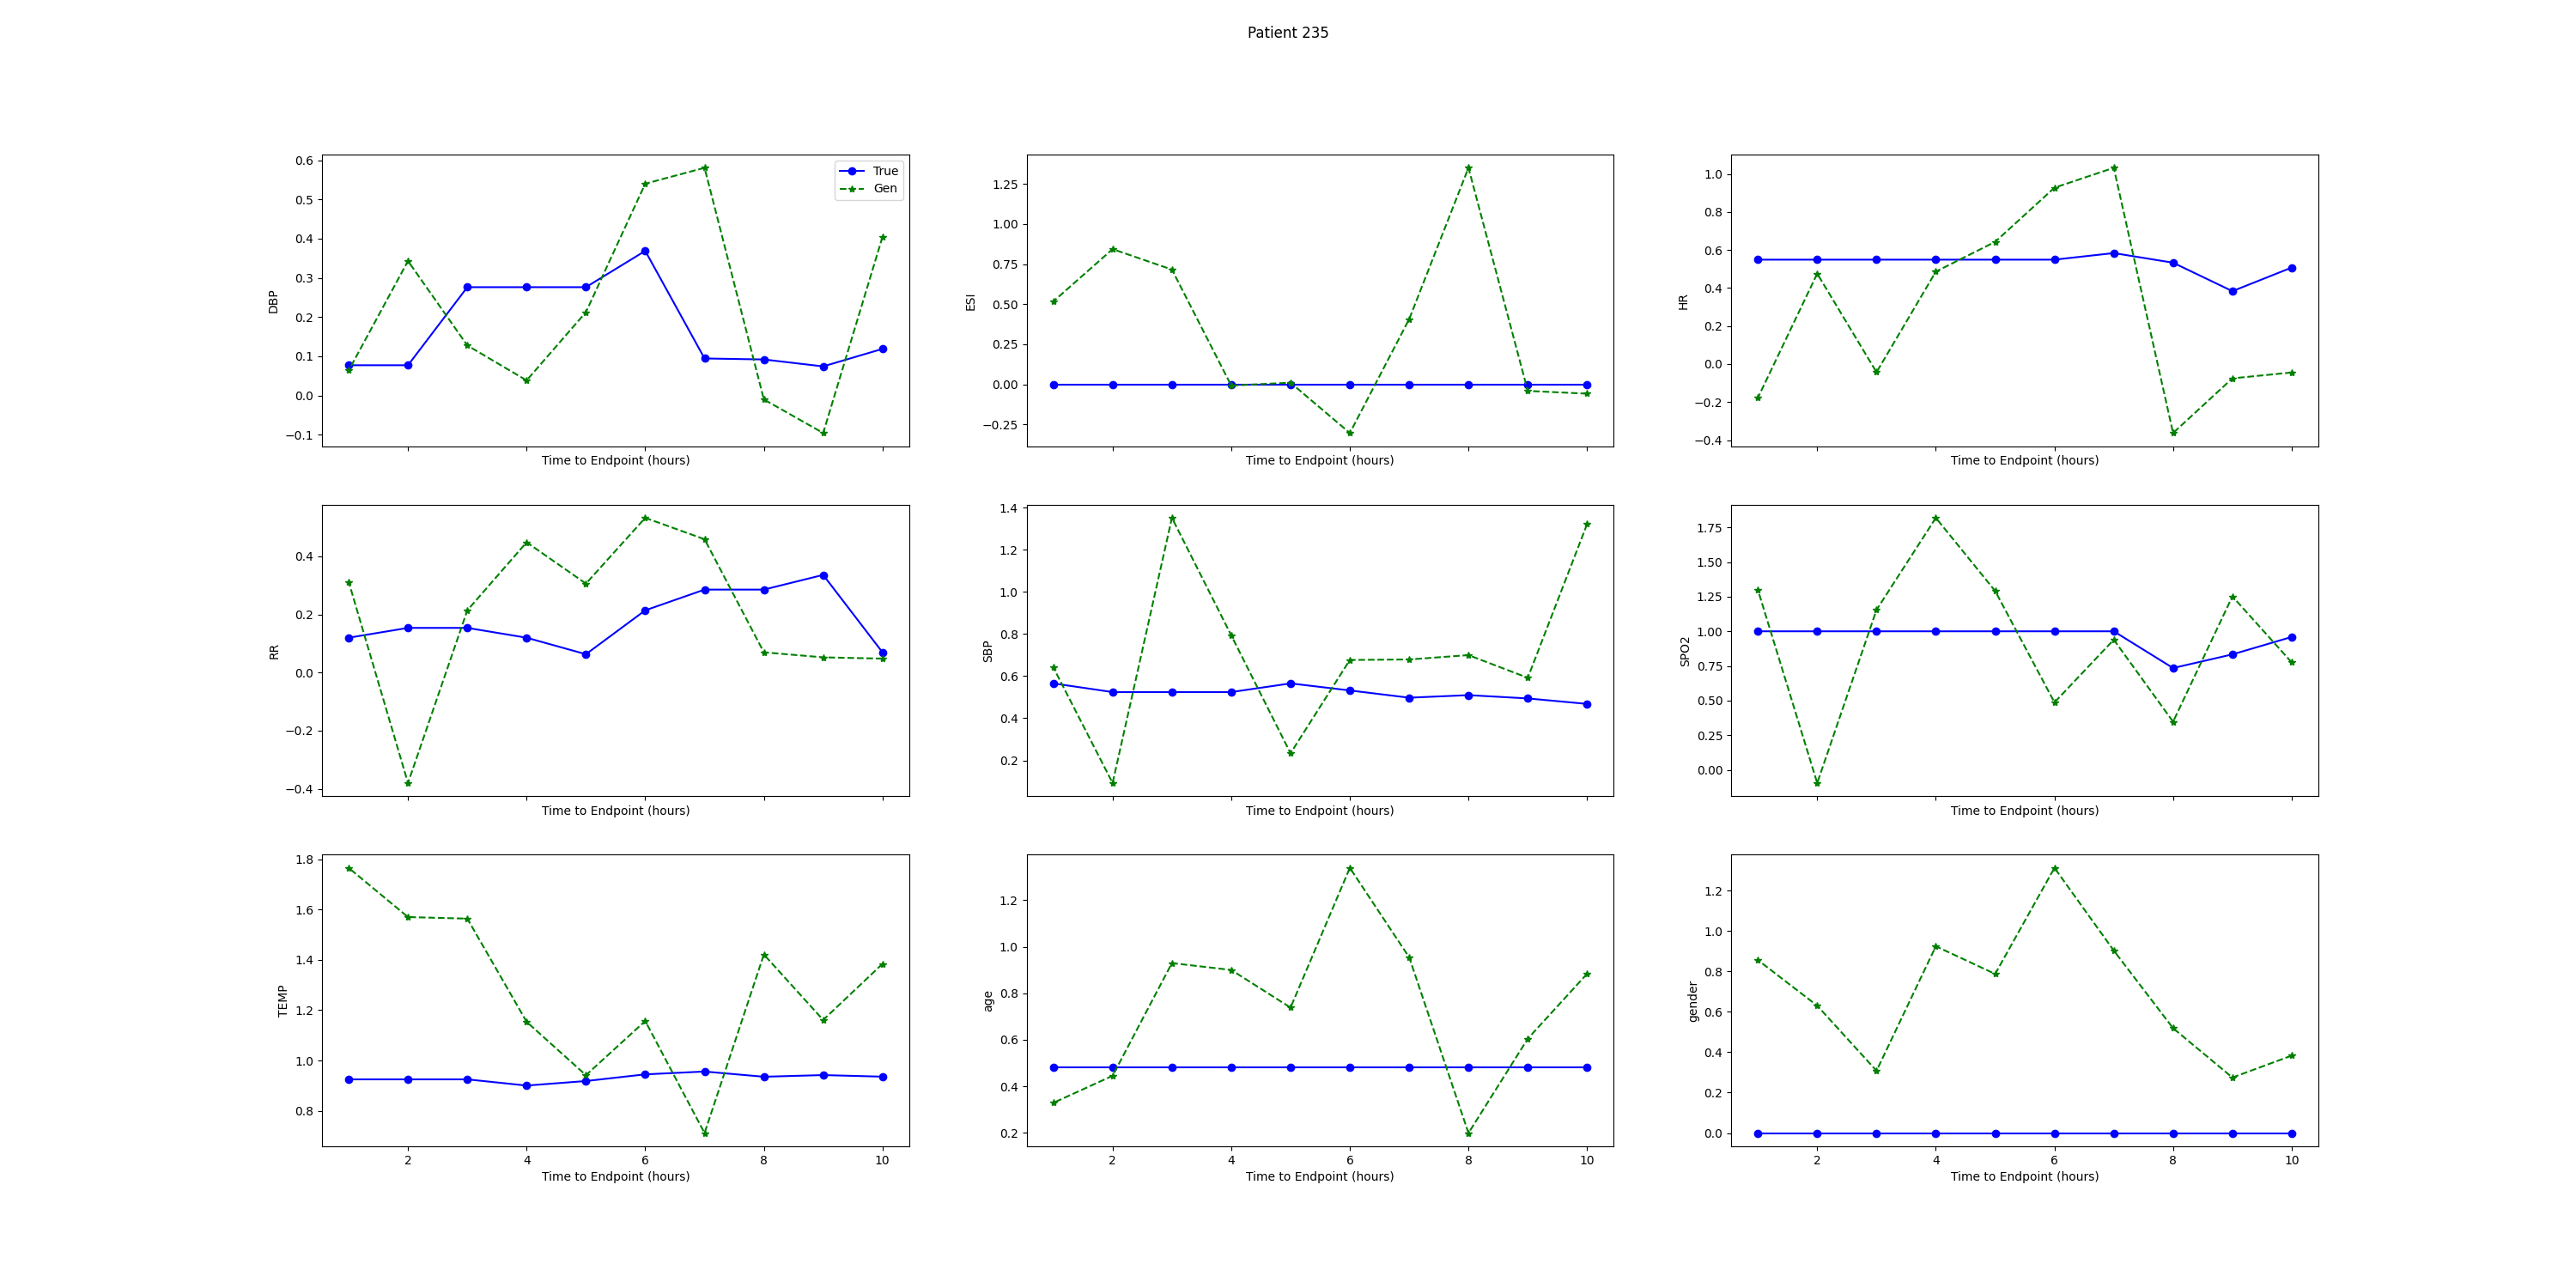 Patient 235
0.6
0.5
0.4
0.3
0.2
0.1
0.0
−0.1
DBP
True
Gen
Time to Endpoint (hours)
1.25
1.00
0.75
0.50
0.25
0.00
−0.25
ESI
Time to Endpoint (hours)
1.0
0.8
0.6
0.4
0.2
0.0
−0.2
−0.4
HR
Time to Endpoint (hours)
0.4
0.2
0.0
−0.2
−0.4
RR
Time to Endpoint (hours)
1.4
1.2
1.0
0.8
0.6
0.4
0.2
SBP
Time to Endpoint (hours)
1.75
1.50
1.25
1.00
0.75
0.50
0.25
0.00
SPO2
Time to Endpoint (hours)
1.8
1.6
1.4
1.2
1.0
0.8
TEMP
2 4 6 8 10
Time to Endpoint (hours)
1.2
1.0
0.8
0.6
0.4
0.2
age
2 4 6 8 10
Time to Endpoint (hours)
1.2
1.0
0.8
0.6
0.4
0.2
0.0
gender
2 4 6 8 10
Time to Endpoint (hours)